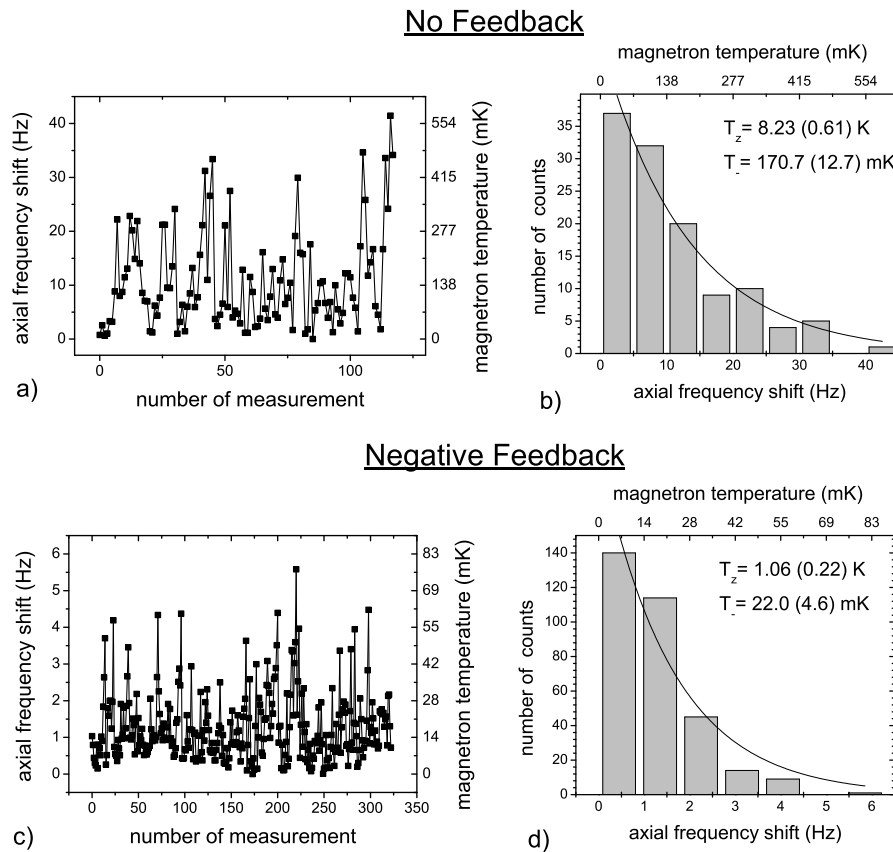 No Feedback
axial frequency shift (Hz)
40
30
20
10
0
554
415
277
138
0
magnetron temperature (mK)
0 50 100
number of measurement
a)
magnetron temperature (mK)
0 138 277 415 554
number of counts
35
30
25
20
15
10
5
0
T_z= 8.23 (0.61) K
T_-= 170.7 (12.7) mK
0 10 20 30 40
axial frequency shift (Hz)
b)
Negative Feedback
axial frequency shift (Hz)
6
5
4
3
2
1
0
83
69
55
42
28
14
0
magnetron temperature (mK)
0 50 100 150 200 250 300 350
number of measurement
c)
magnetron temperature (mK)
0 14 28 42 55 69 83
number of counts
140
120
100
80
60
40
20
0
T_z= 1.06 (0.22) K
T_-= 22.0 (4.6) mK
0 1 2 3 4 5 6
axial frequency shift (Hz)
d)